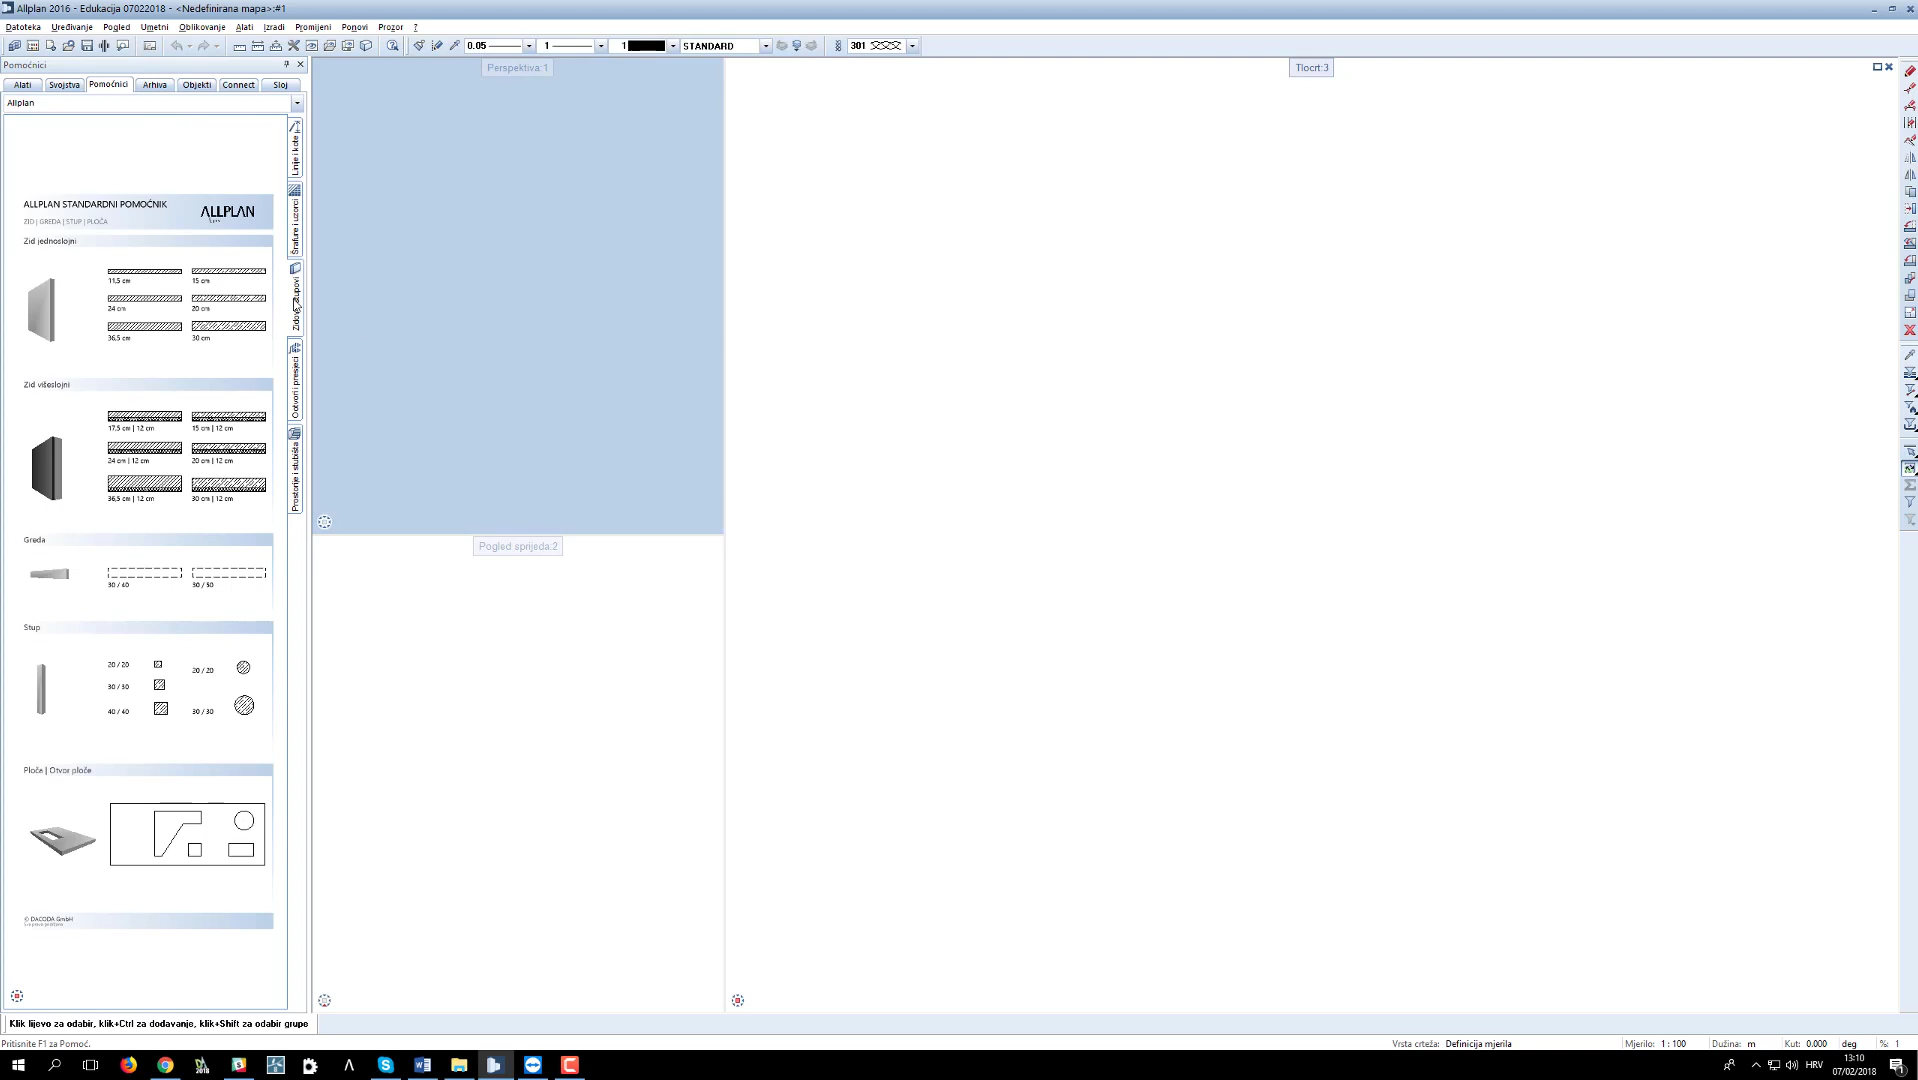 Allplan 2016 - Edukacija 07022018 - <Nedefinirana mapa>:#1
Datoteka Uređivanje Pogled Umetni Oblikovanje Alati Izradi Promijeni Ponovi Prozor ?
0.05 1 1 STANDARD 301
Pomoćnici
Alati Svojstva Pomoćnici Arhiva Objekti Connect Sloj
Allplan
ALLPLAN STANDARDNI POMOĆNIK
ZID | GREDA | STUP | PLOČA
ALLPLAN
Zid jednoslojni
11,5 cm 15 cm
24 cm 20 cm
36,5 cm 30 cm
Zid višeslojni
17,5 cm | 12 cm 15 cm | 12 cm
24 cm | 12 cm 20 cm | 12 cm
36,5 cm | 12 cm 30 cm | 12 cm
Greda
30 / 40 30 / 50
Stup
20 / 20 20 / 20
30 / 30
40 / 40 30 / 30
Ploča | Otvor ploče
© DACODA GmbH
Linije i kote
Šrafure i uzorci
Otvori i presjeci
Prostorije i stubišta
Perspektiva:1
Pogled sprijeda:2
Tlocrt:3
Klik lijevo za odabir, klik+Ctrl za dodavanje, klik+Shift za odabir grupe
Pritisnite F1 za Pomoć.
Vrsta crteža: Definicija mjerila Mjerilo: 1 : 100 Dužina: m Kut: 0.000 deg %: 1
HRV
13:10
07/02/2018